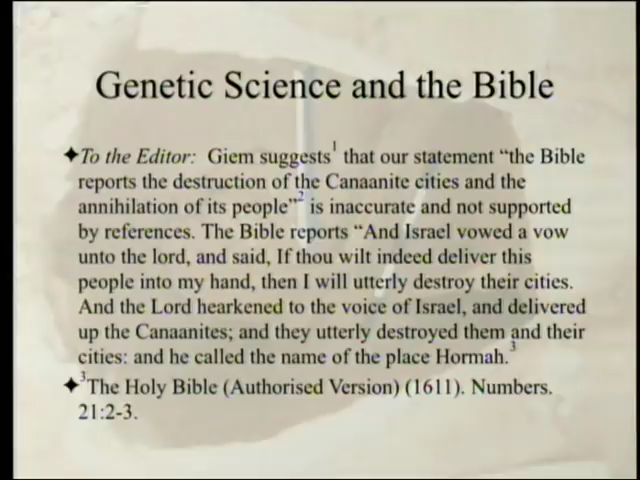 Genetic Science and the Bible
✦To the Editor: Giem suggests¹ that our statement “the Bible
reports the destruction of the Canaanite cities and the
annihilation of its people”² is inaccurate and not supported
by references. The Bible reports “And Israel vowed a vow
unto the lord, and said, If thou wilt indeed deliver this
people into my hand, then I will utterly destroy their cities.
And the Lord hearkened to the voice of Israel, and delivered
up the Canaanites; and they utterly destroyed them and their
cities: and he called the name of the place Hormah.³
✦³The Holy Bible (Authorised Version) (1611). Numbers.
21:2-3.